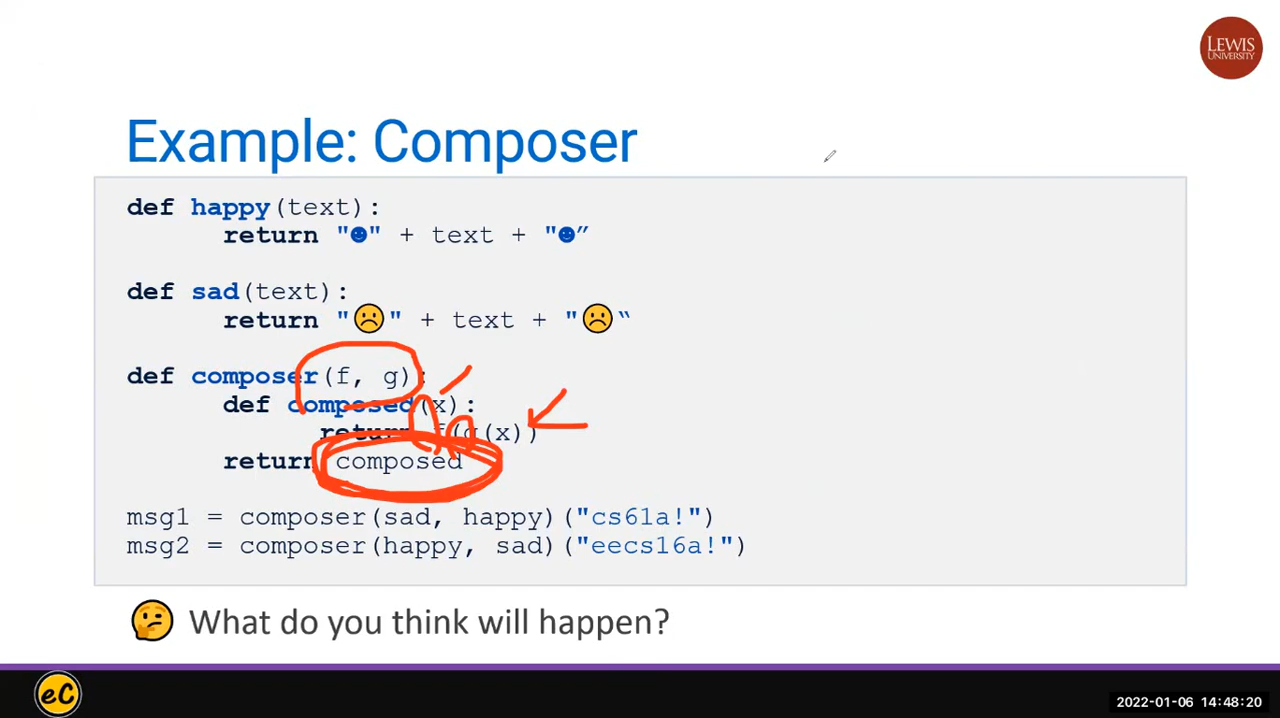 LEWIS
UNIVERSITY
Example: Composer
def happy(text):
return "☻" + text + "☻”
def sad(text):
return "☹️" + text + "☹️“
def composer(f, g):
def composed(x):
return f(g(x))
return composed
msg1 = composer(sad, happy)("cs61a!")
msg2 = composer(happy, sad)("eecs16a!")
🤔 What do you think will happen?
eC
2022-01-06 14:48:20